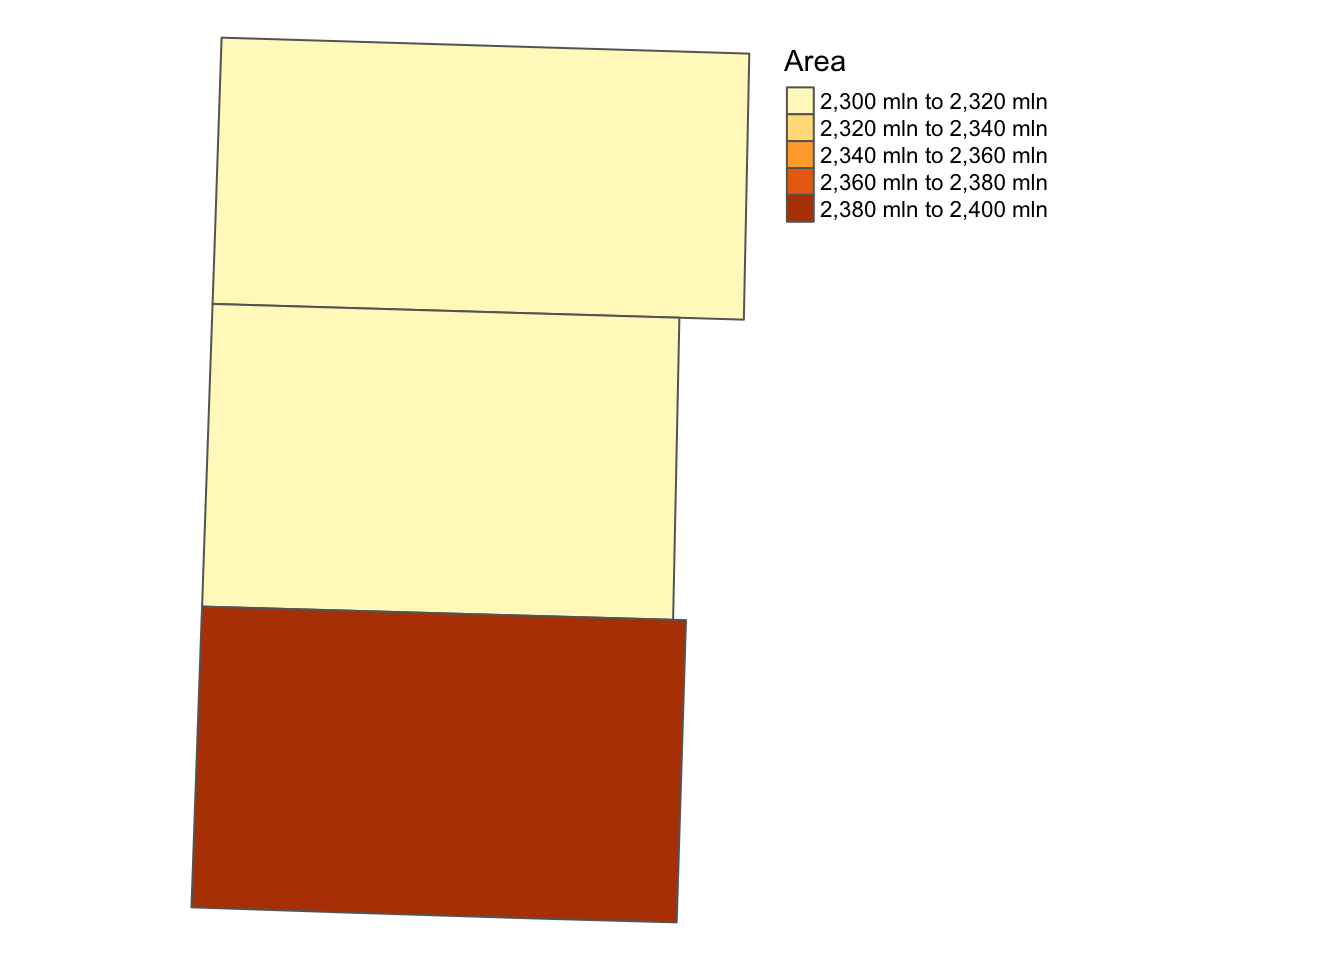 Area
2,300 mln to 2,320 mln
2,320 mln to 2,340 mln
2,340 mln to 2,360 mln
2,360 mln to 2,380 mln
2,380 mln to 2,400 mln